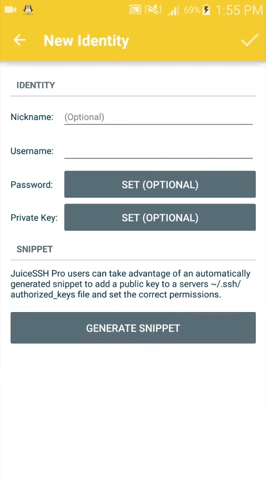 69% 1:55 PM
New Identity
IDENTITY
Nickname: (Optional)
Username:
Password: SET (OPTIONAL)
Private Key: SET (OPTIONAL)
SNIPPET
JuiceSSH Pro users can take advantage of an automatically
generated snippet to add a public key to a servers ~/.ssh/
authorized_keys file and set the correct permissions.
GENERATE SNIPPET